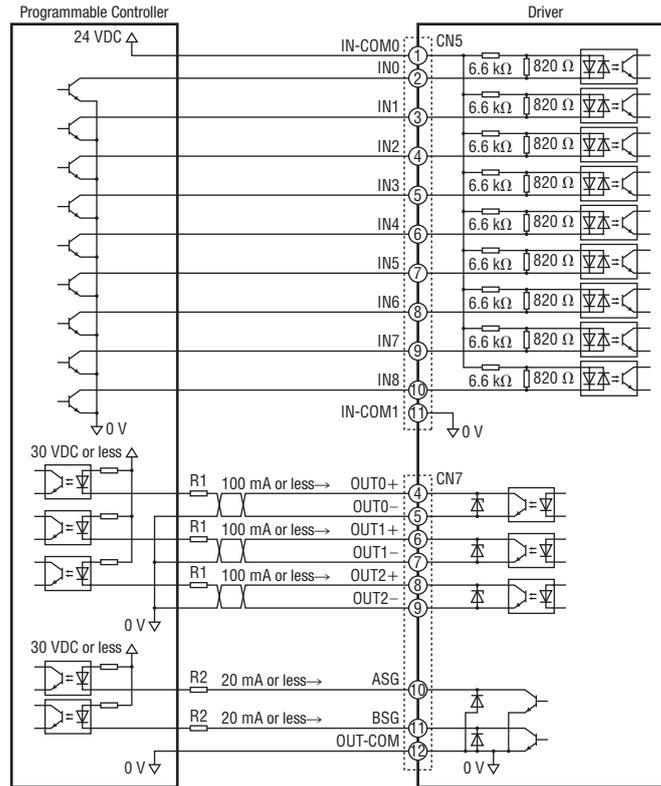 Programmable Controller
Driver
24 VDC
IN-COM0
1
CN5
IN0
2
6.6 kΩ
820 Ω
IN1
3
6.6 kΩ
820 Ω
IN2
4
6.6 kΩ
820 Ω
IN3
5
6.6 kΩ
820 Ω
IN4
6
6.6 kΩ
820 Ω
IN5
7
6.6 kΩ
820 Ω
IN6
8
6.6 kΩ
820 Ω
IN7
9
6.6 kΩ
820 Ω
IN8
10
6.6 kΩ
820 Ω
IN-COM1
11
0 V
0 V
30 VDC or less
CN7
R1
100 mA or less→
OUT0+
4
OUT0−
5
R1
100 mA or less→
OUT1+
6
OUT1−
7
R1
100 mA or less→
OUT2+
8
OUT2−
9
0 V
30 VDC or less
R2
20 mA or less→
ASG
10
R2
20 mA or less→
BSG
11
OUT-COM
12
0 V
0 V